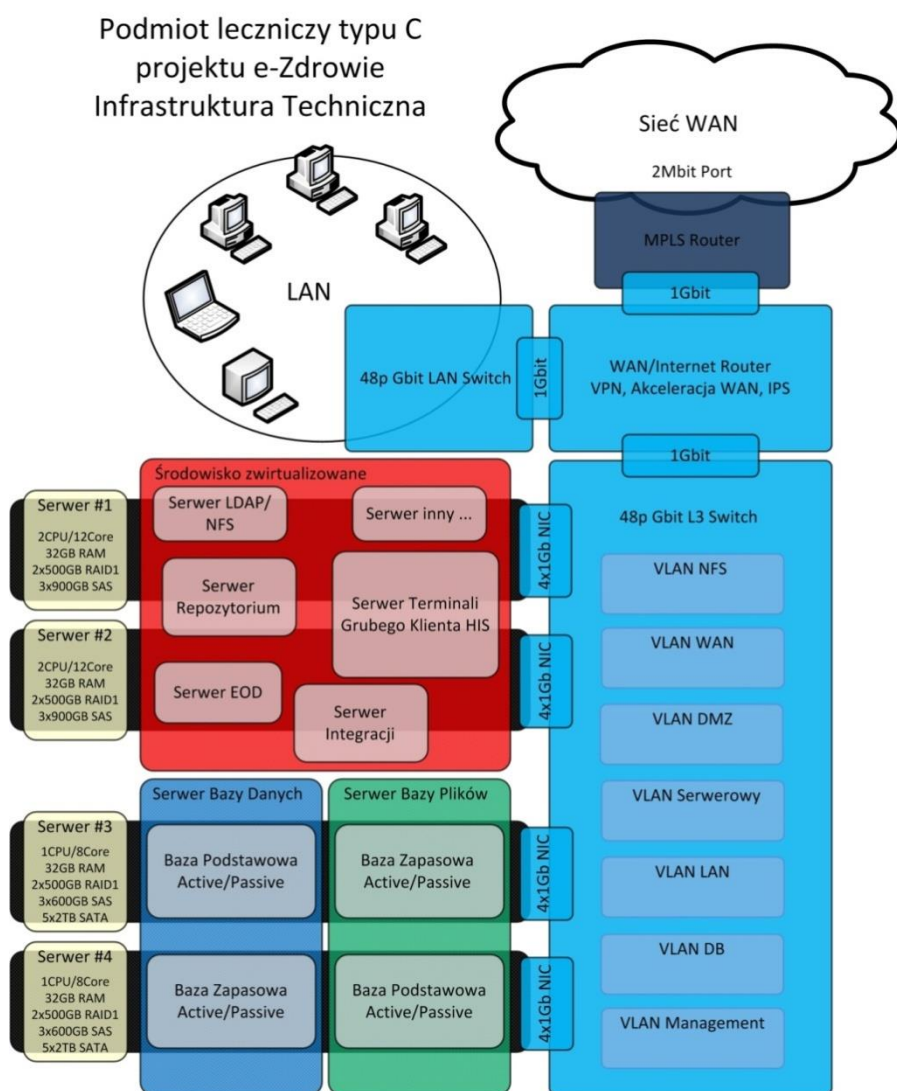 Podmiot leczniczy typu C
projektu e-Zdrowie
Infrastruktura Techniczna
Sieć WAN
2Mbit Port
MPLS Router
1Gbit
LAN
48p Gbit LAN Switch
1Gbit
WAN/Internet Router
VPN, Akceleracja WAN, IPS
1Gbit
Środowisko zwirtualizowane
Serwer #1
2CPU/12Core
32GB RAM
2x500GB RAID1
3x900GB SAS
Serwer LDAP/
NFS
Serwer inny ...
Serwer
Repozytorium
Serwer Terminali
Grubego Klienta HIS
4x1Gb NIC
Serwer #2
2CPU/12Core
32GB RAM
2x500GB RAID1
3x900GB SAS
Serwer EOD
Serwer
Integracji
4x1Gb NIC
Serwer Bazy Danych
Serwer Bazy Plików
Serwer #3
1CPU/8Core
32GB RAM
2x500GB RAID1
3x600GB SAS
5x2TB SATA
Baza Podstawowa
Active/Passive
Baza Zapasowa
Active/Passive
4x1Gb NIC
Serwer #4
1CPU/8Core
32GB RAM
2x500GB RAID1
3x600GB SAS
5x2TB SATA
Baza Zapasowa
Active/Passive
Baza Podstawowa
Active/Passive
4x1Gb NIC
48p Gbit L3 Switch
VLAN NFS
VLAN WAN
VLAN DMZ
VLAN Serwerowy
VLAN LAN
VLAN DB
VLAN Management